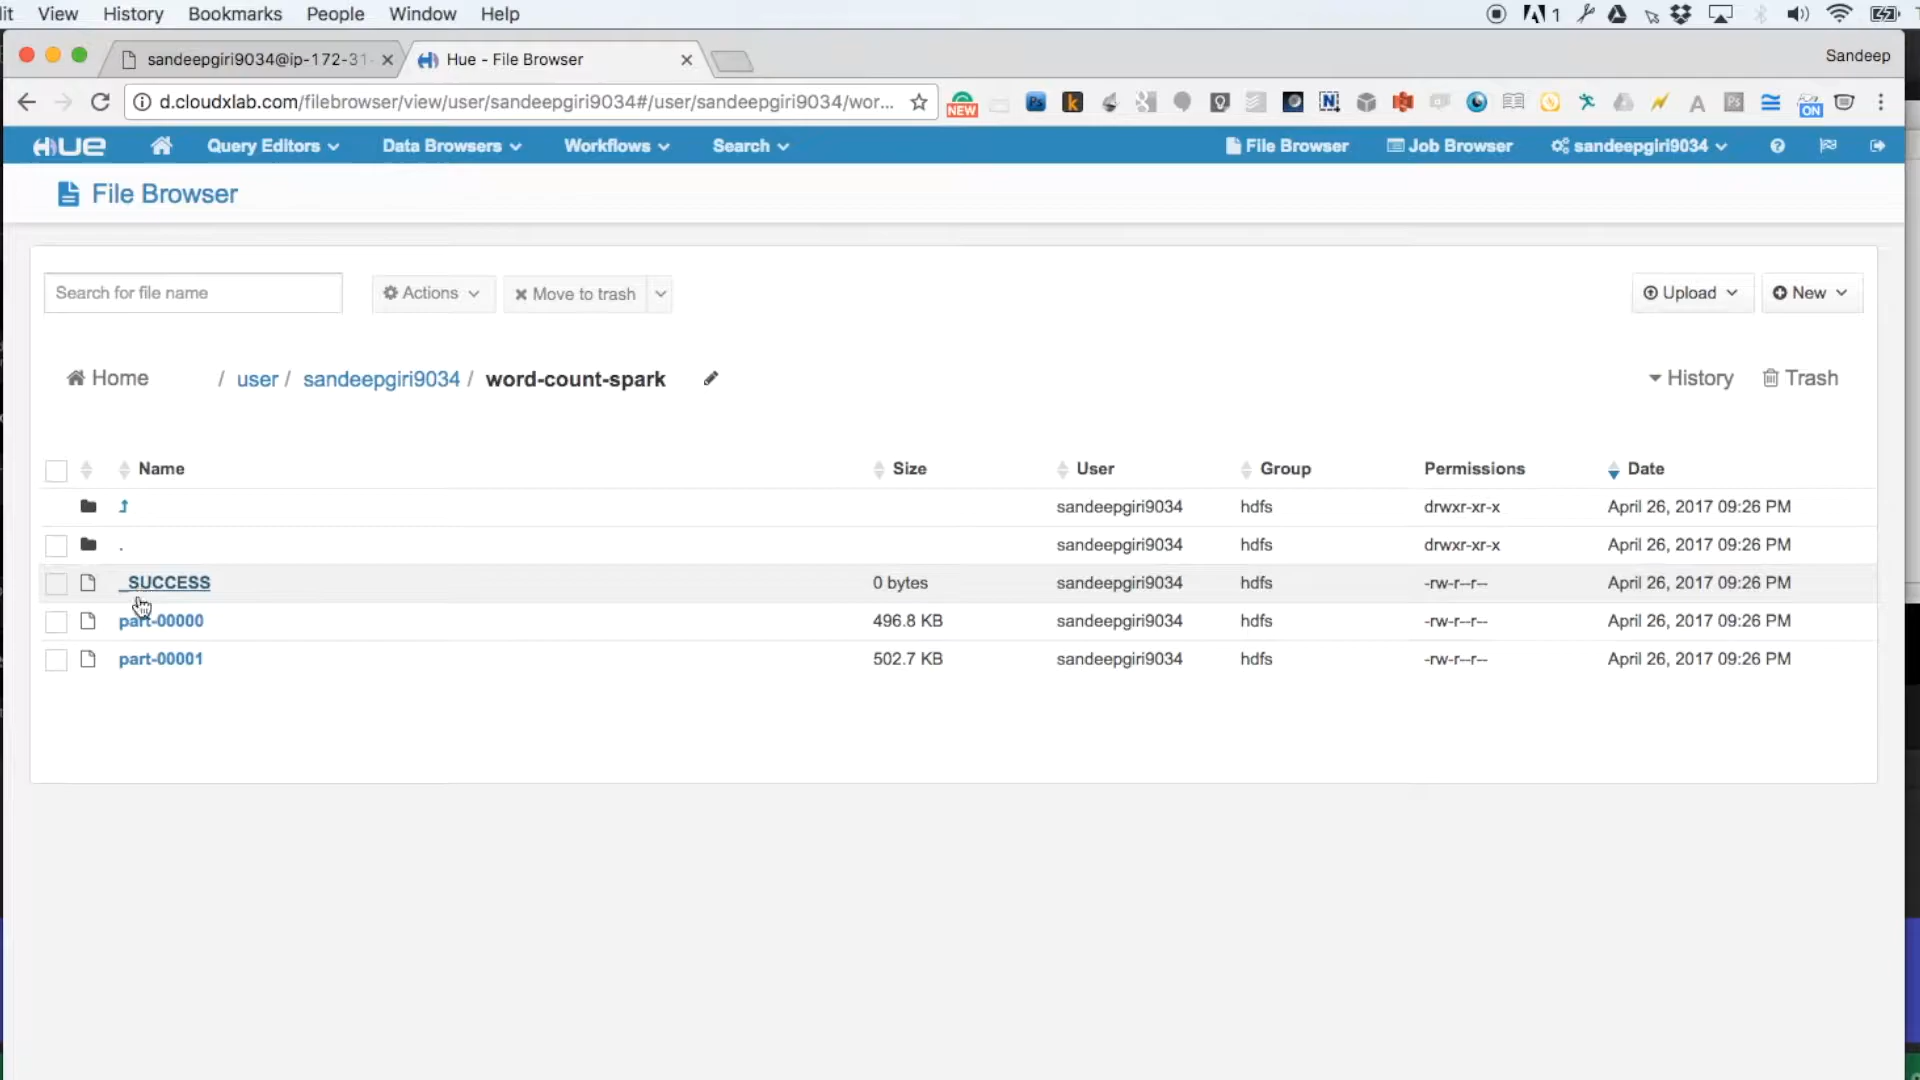 it View History Bookmarks People Window Help 1
sandeepgiri9034@ip-172-31- Hue - File Browser Sandeep
d.cloudxlab.com/filebrowser/view/user/sandeepgiri9034#/user/sandeepgiri9034/wor... NEW Ps k N A Ps ON
HUE Query Editors Data Browsers Workflows Search File Browser Job Browser sandeepgiri9034
File Browser
Search for file name Actions Move to trash Upload New
Home / user / sandeepgiri9034 / word-count-spark History Trash
Name Size User Group Permissions Date
sandeepgiri9034 hdfs drwxr-xr-x April 26, 2017 09:26 PM
. sandeepgiri9034 hdfs drwxr-xr-x April 26, 2017 09:26 PM
_SUCCESS 0 bytes sandeepgiri9034 hdfs -rw-r--r-- April 26, 2017 09:26 PM
part-00000 496.8 KB sandeepgiri9034 hdfs -rw-r--r-- April 26, 2017 09:26 PM
part-00001 502.7 KB sandeepgiri9034 hdfs -rw-r--r-- April 26, 2017 09:26 PM